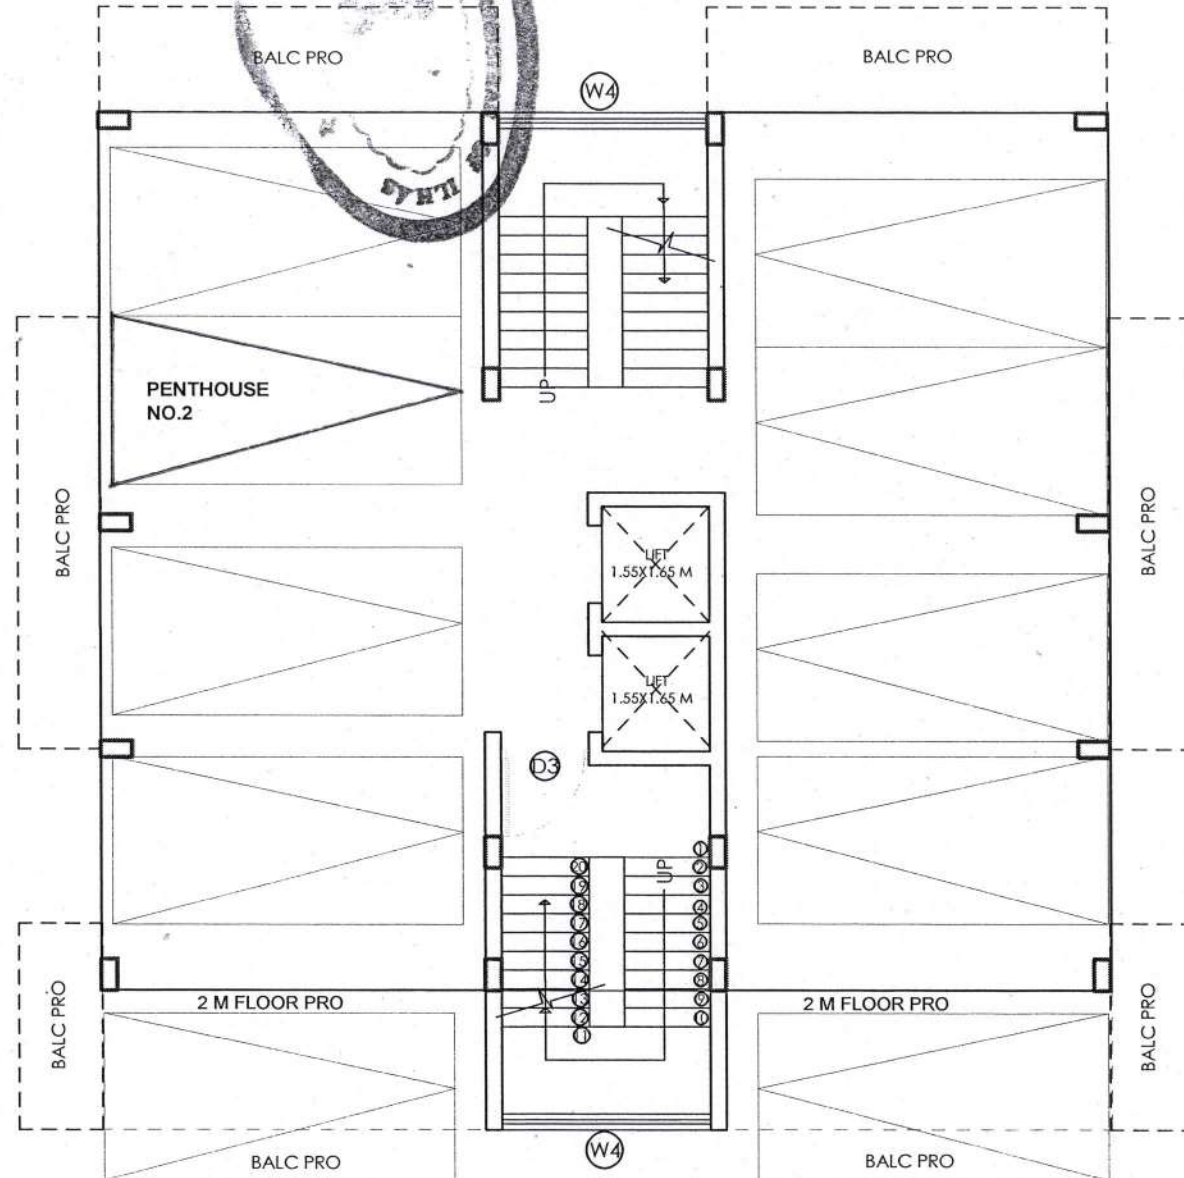 BALC PRO
BALC PRO
W4
UP
PENTHOUSE
NO.2
BALC PRO
BALC PRO
LIFT
1.55X1.65 M
LIFT
1.55X1.65 M
D3
UP
1
2
3
4
5
6
7
8
9
20
19
18
17
16
15
14
13
12
11
2 M FLOOR PRO
2 M FLOOR PRO
BALC PRO
BALC PRO
W4
BALC PRO
BALC PRO